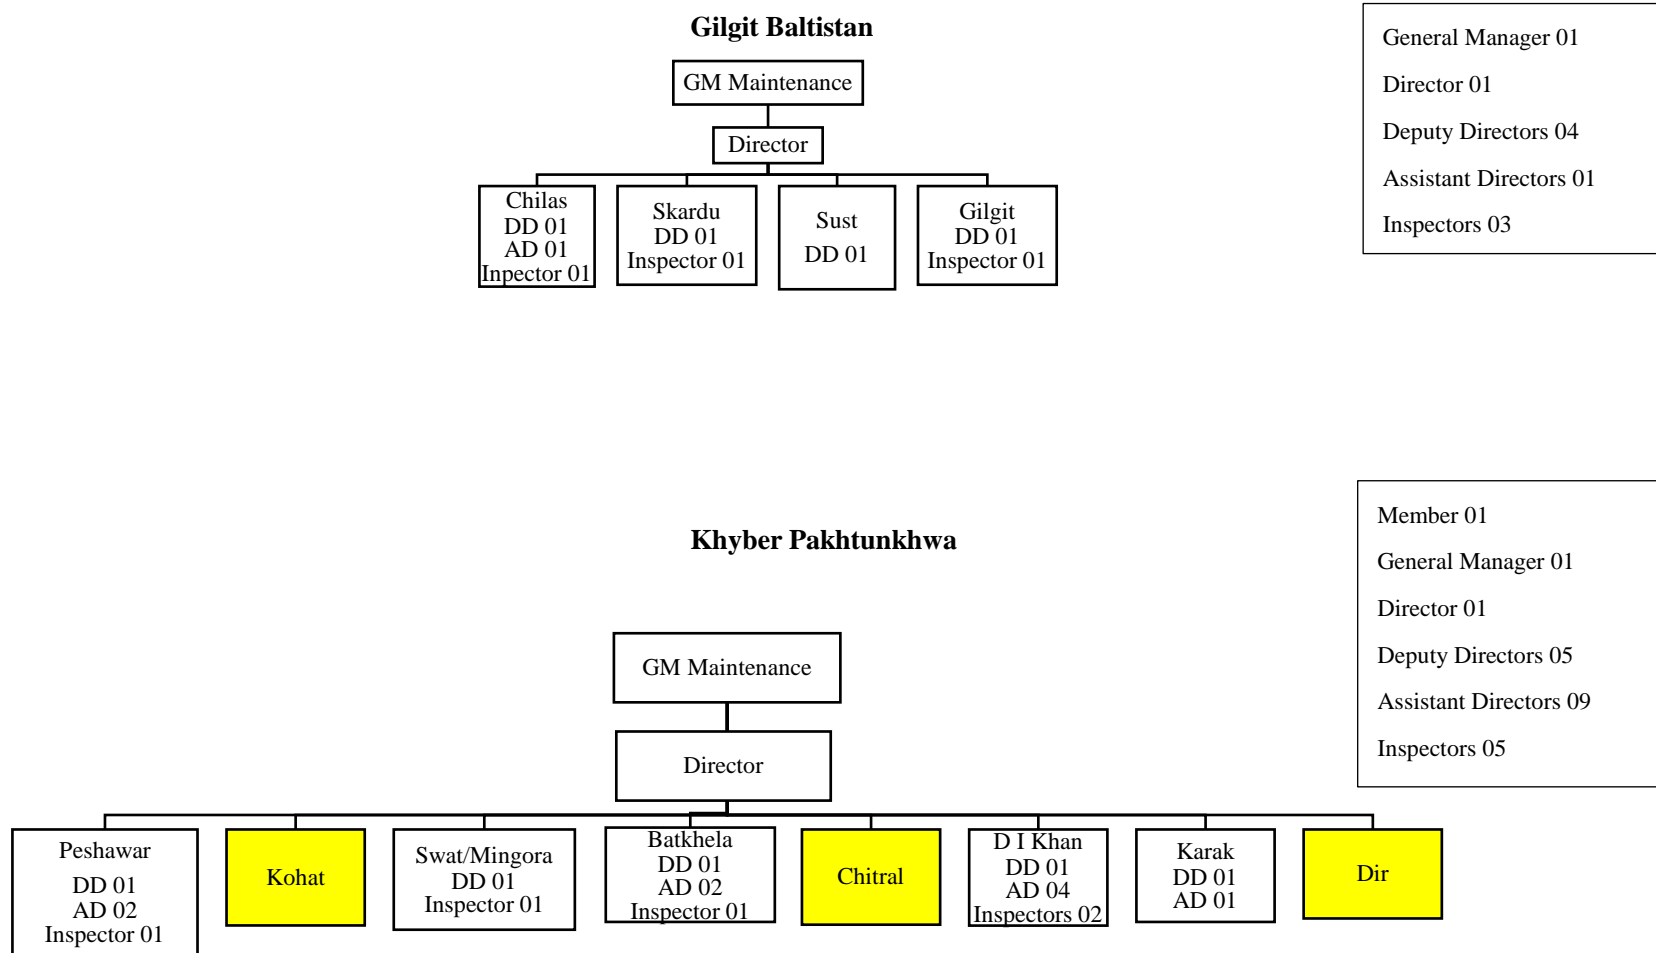 Gilgit Baltistan
GM Maintenance
Director
Chilas
DD 01
AD 01
Inpector 01
Skardu
DD 01
Inspector 01
Sust
DD 01
Gilgit
DD 01
Inspector 01
General Manager 01
Director 01
Deputy Directors 04
Assistant Directors 01
Inspectors 03
Khyber Pakhtunkhwa
GM Maintenance
Director
Peshawar
DD 01
AD 02
Inspector 01
Kohat
Swat/Mingora
DD 01
Inspector 01
Batkhela
DD 01
AD 02
Inspector 01
Chitral
D I Khan
DD 01
AD 04
Inspectors 02
Karak
DD 01
AD 01
Dir
Member 01
General Manager 01
Director 01
Deputy Directors 05
Assistant Directors 09
Inspectors 05